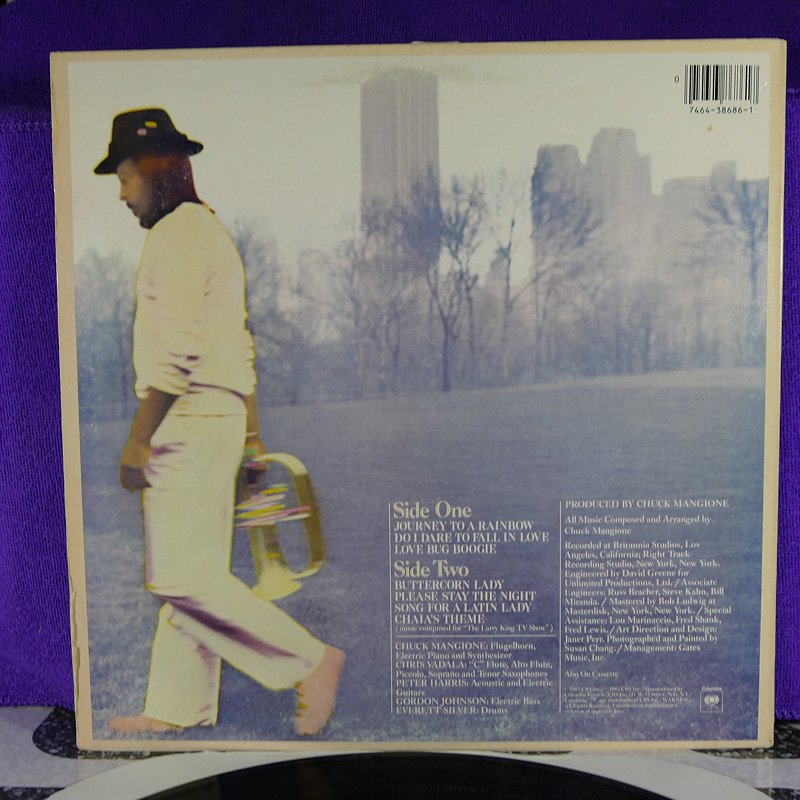 0
7464-38686-1
Side One
JOURNEY TO A RAINBOW
DO I DARE TO FALL IN LOVE
LOVE BUG BOOGIE
Side Two
BUTTERCORN LADY
PLEASE STAY THE NIGHT
SONG FOR A LATIN LADY
CHAIA'S THEME
(music composed for "The Larry King TV Show")
CHUCK MANGIONE: Flugelhorn,
Electric Piano and Synthesizer
CHRIS VADALA: "C" Flute, Alto Flute,
Piccolo, Soprano and Tenor Saxophones
PETER HARRIS: Acoustic and Electric
Guitars
GORDON JOHNSON: Electric Bass
EVERETT SILVER: Drums
PRODUCED BY CHUCK MANGIONE
All Music Composed and Arranged by
Chuck Mangione
Recorded at Britannia Studios, Los
Angeles, California; Right Track
Recording Studio, New York, New York.
Engineered by David Greene for
Unlimited Productions, Ltd. / Associate
Engineers: Russ Bracher, Steve Kahn, Bill
Miranda. / Mastered by Bob Ludwig at
Masterdisk, New York, New York. / Special
Assistance: Lou Marinaccio, Fred Shank,
Fred Lewis. / Art Direction and Design:
Janet Perr. Photographed and Painted by
Susan Chang. / Management: Gates
Music, Inc.
Also On Cassette
Columbia